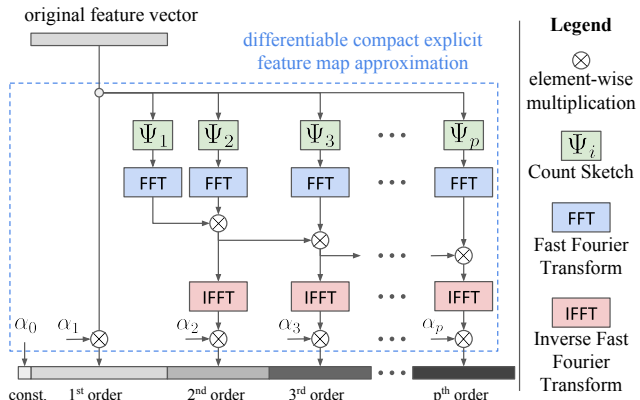 original feature vector
differentiable compact explicit
feature map approximation
Ψ₁ Ψ₂ Ψ₃ ••• Ψₚ
FFT FFT FFT ••• FFT
•••
IFFT IFFT ••• IFFT
α₀ α₁ α₂ α₃ ••• αₚ
•••
const. 1ˢᵗ order 2ⁿᵈ order 3ʳᵈ order pᵗʰ order
Legend
element-wise
multiplication
Ψᵢ
Count Sketch
FFT
Fast Fourier
Transform
IFFT
Inverse Fast
Fourier
Transform